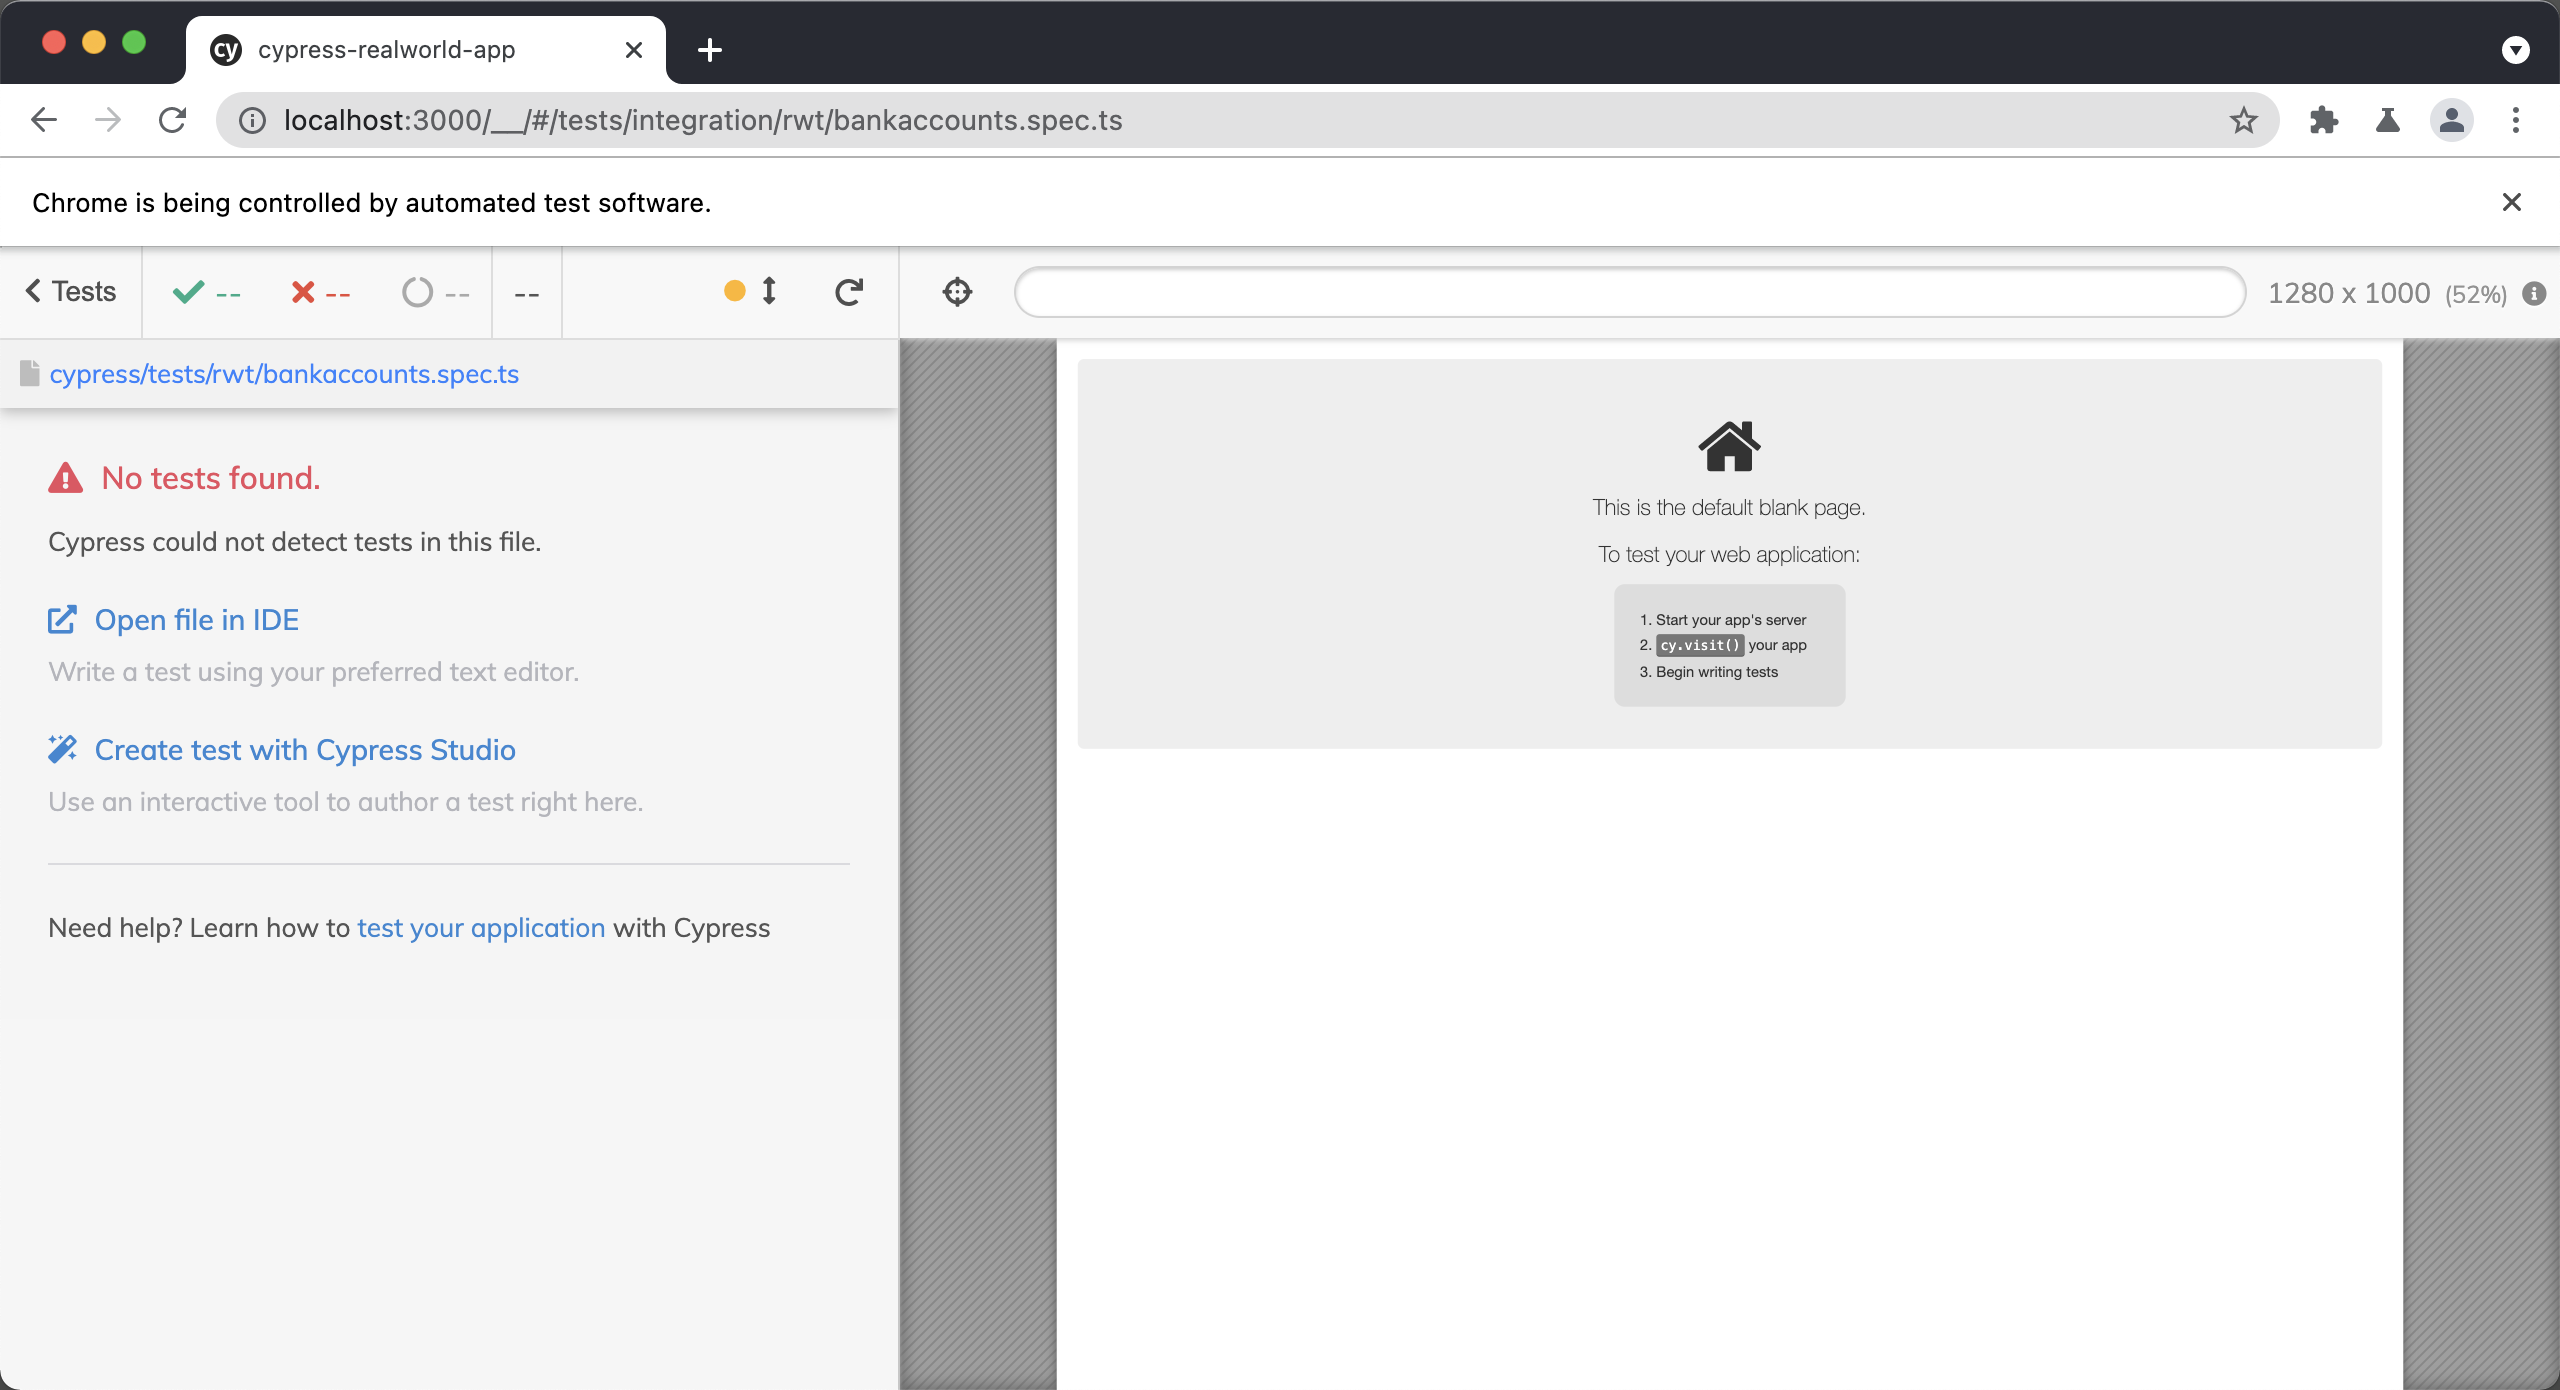 cy cypress-realworld-app
localhost:3000/__/#/tests/integration/rwt/bankaccounts.spec.ts
Chrome is being controlled by automated test software.
Tests -- -- -- --
1280 x 1000 (52%)
cypress/tests/rwt/bankaccounts.spec.ts
No tests found.
Cypress could not detect tests in this file.
Open file in IDE
Write a test using your preferred text editor.
Create test with Cypress Studio
Use an interactive tool to author a test right here.
Need help? Learn how to test your application with Cypress
This is the default blank page.
To test your web application:
1. Start your app's server
2. cy.visit() your app
3. Begin writing tests